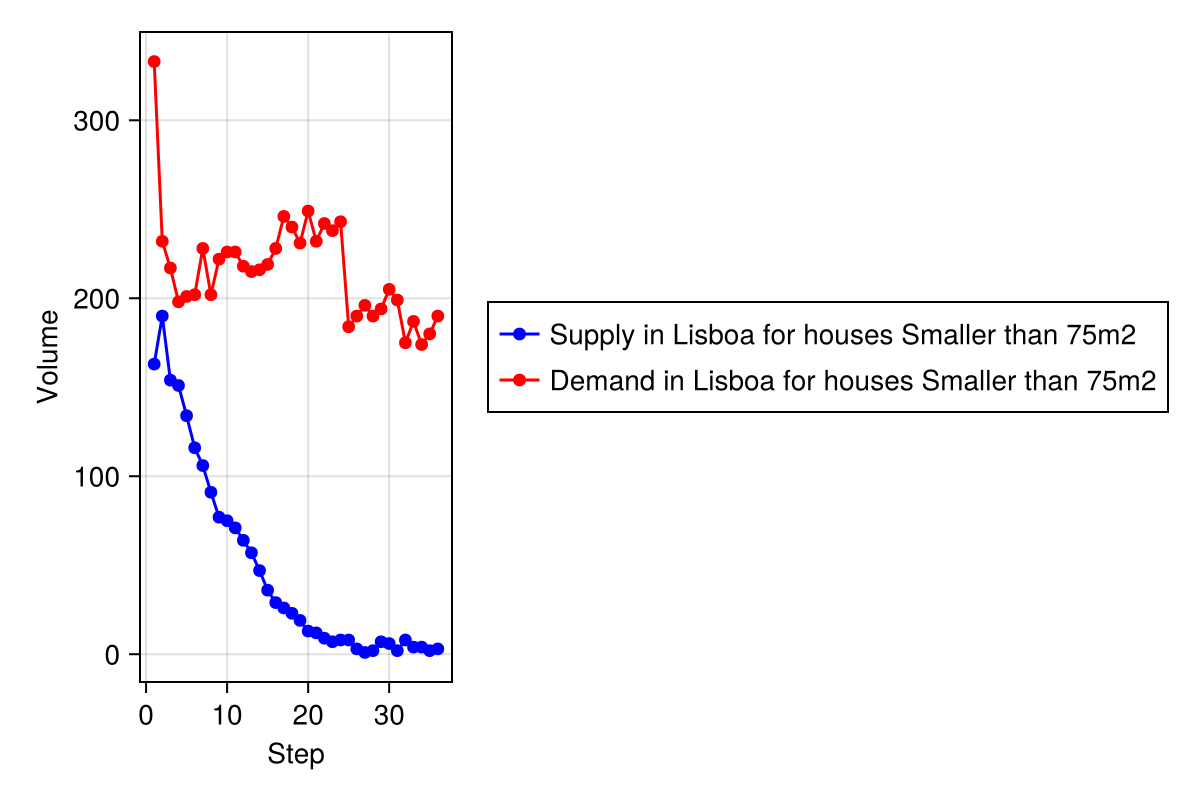 300
200
100
0
Volume
0 10 20 30
Step
Supply in Lisboa for houses Smaller than 75m2
Demand in Lisboa for houses Smaller than 75m2